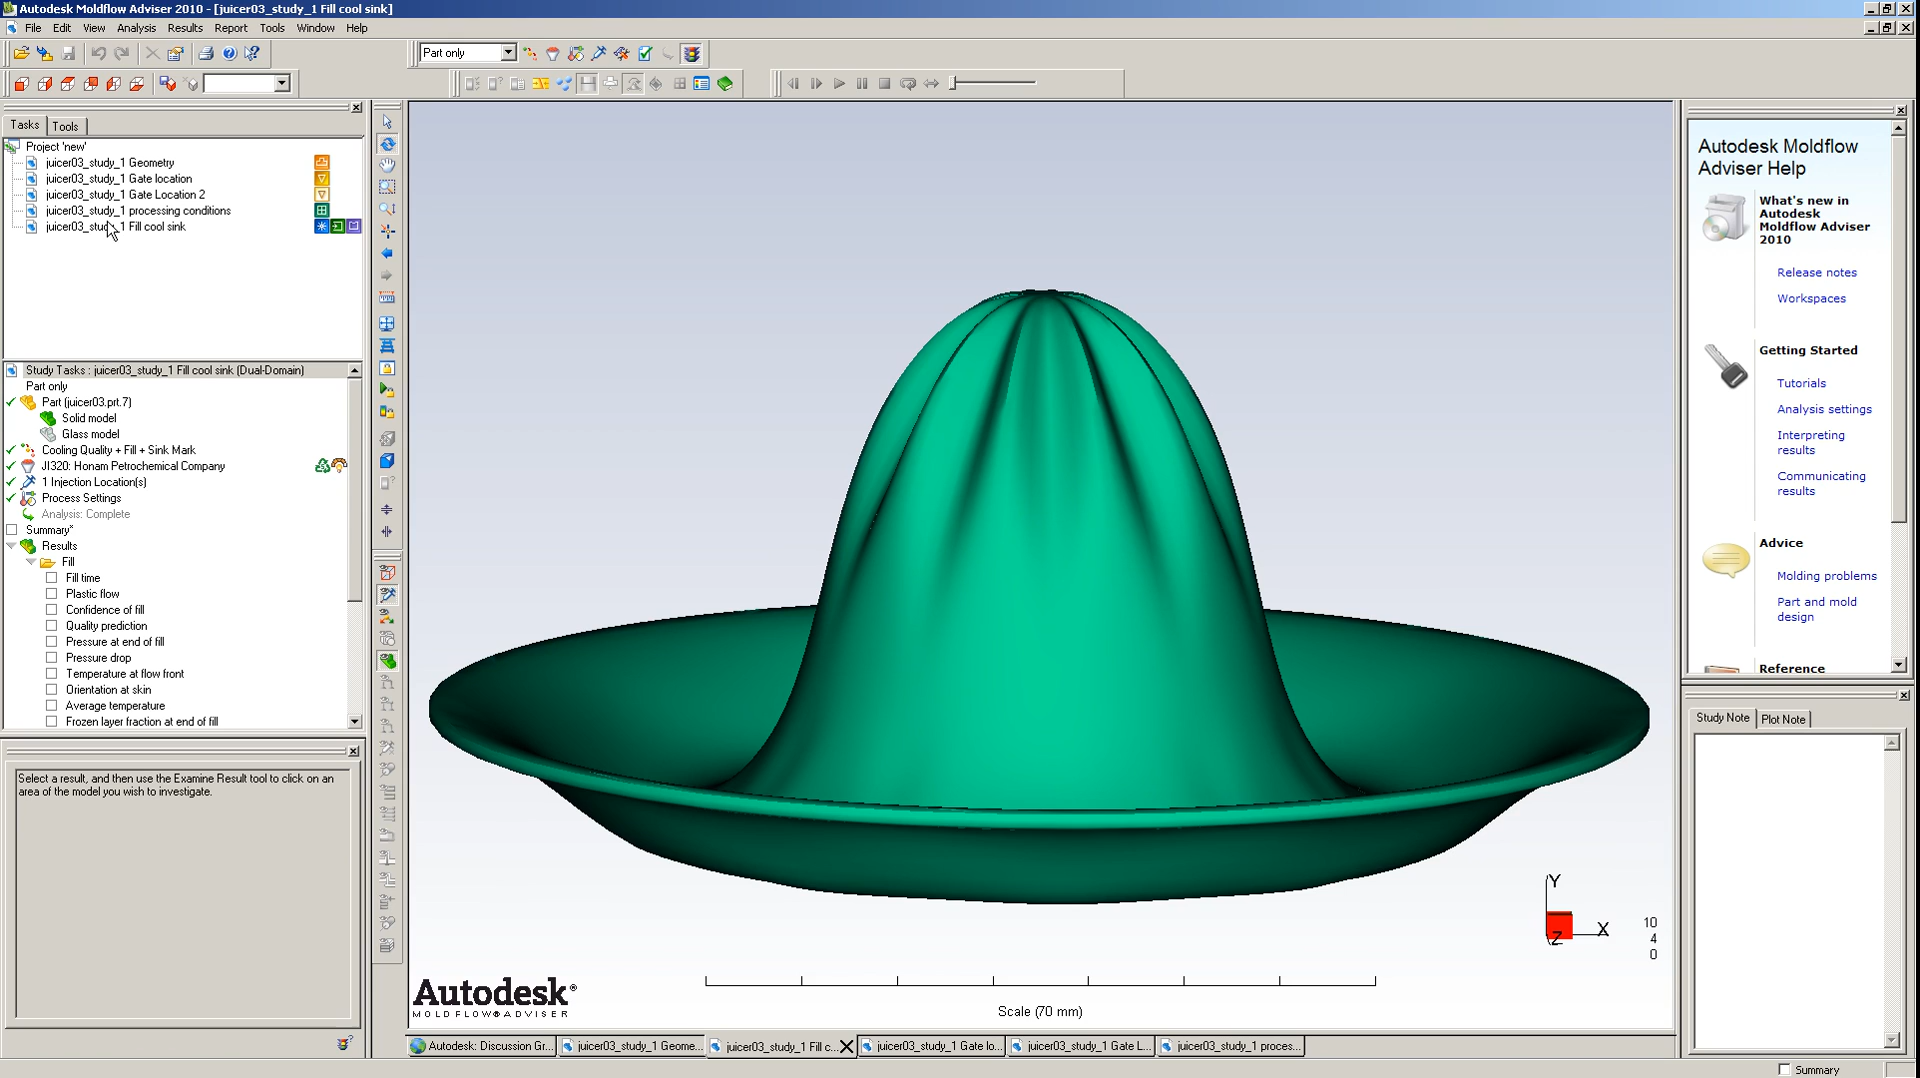 Autodesk Moldflow Adviser 2010 - [juicer03_study_1 Fill cool sink]
File Edit View Analysis Results Report Tools Window Help
Part only
Tasks Tools
Project 'new'
juicer03_study_1 Geometry
juicer03_study_1 Gate location
juicer03_study_1 Gate Location 2
juicer03_study_1 processing conditions
juicer03_study_1 Fill cool sink
Study Tasks : juicer03_study_1 Fill cool sink (Dual-Domain)
Part only
Part (juicer03.prt.7)
Solid model
Glass model
Cooling Quality + Fill + Sink Mark
JI320: Honam Petrochemical Company
1 Injection Location(s)
Process Settings
Analysis: Complete
Summary*
Results
Fill
Fill time
Plastic flow
Confidence of fill
Quality prediction
Pressure at end of fill
Pressure drop
Temperature at flow front
Orientation at skin
Average temperature
Frozen layer fraction at end of fill
Select a result, and then use the Examine Result tool to click on an
area of the model you wish to investigate.
Y
X
Z
10
4
0
Autodesk®
MOLDFLOW®ADVISER
Scale (70 mm)
Autodesk: Discussion Gr...
juicer03_study_1 Geome...
juicer03_study_1 Fill c...
juicer03_study_1 Gate lo...
juicer03_study_1 Gate L...
juicer03_study_1 proces...
Autodesk Moldflow
Adviser Help
What's new in
Autodesk
Moldflow Adviser
2010
Release notes
Workspaces
Getting Started
Tutorials
Analysis settings
Interpreting
results
Communicating
results
Advice
Molding problems
Part and mold
design
Reference
Study Note Plot Note
Summary